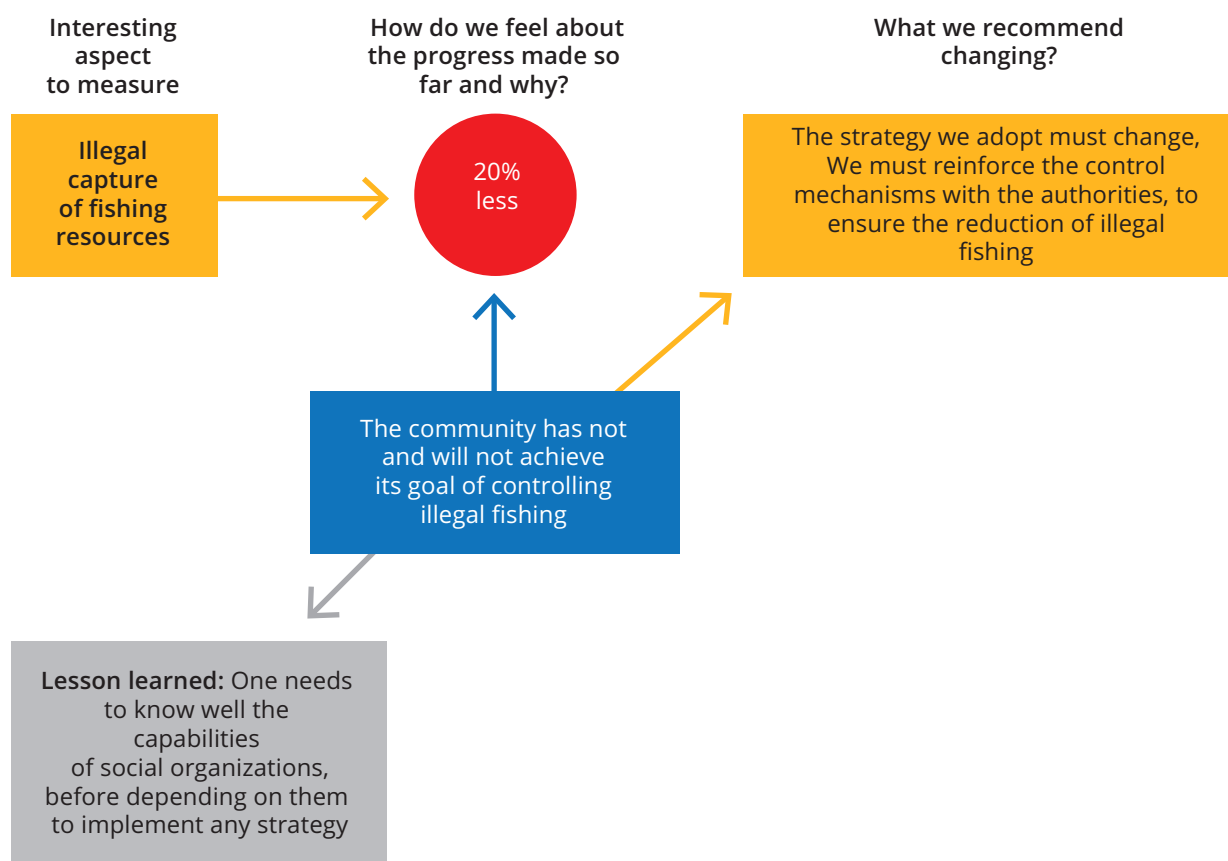 Interesting
aspect
to measure
How do we feel about
the progress made so
far and why?
What we recommend
changing?
Illegal
capture
of fishing
resources
20%
less
The strategy we adopt must change,
We must reinforce the control
mechanisms with the authorities, to
ensure the reduction of illegal
fishing
The community has not
and will not achieve
its goal of controlling
illegal fishing
Lesson learned: One needs
to know well the
capabilities
of social organizations,
before depending on them
to implement any strategy